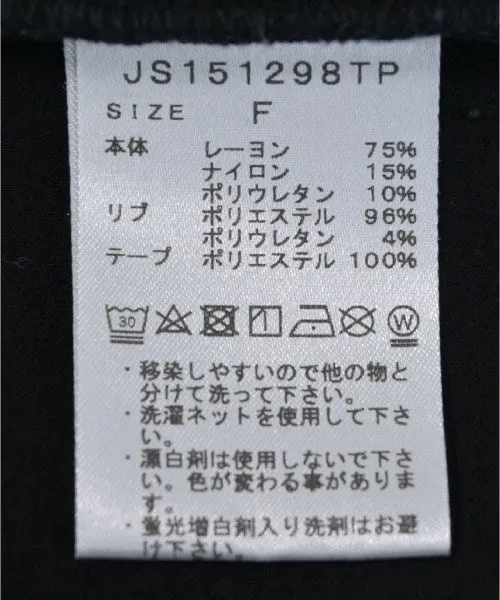 JS151298TP
SIZE F
本体 レーヨン 75%
ナイロン 15%
ポリウレタン 10%
リブ ポリエステル 96%
ポリウレタン 4%
テープ ポリエステル 100%
30 W
・移染しやすいので他の物と
分けて洗って下さい。
・洗濯ネットを使用して下さ
い。
・漂白剤は使用しないで下さ
い。色が変わる事がありま
す。
・蛍光増白剤入り洗剤はお避
け下さい。